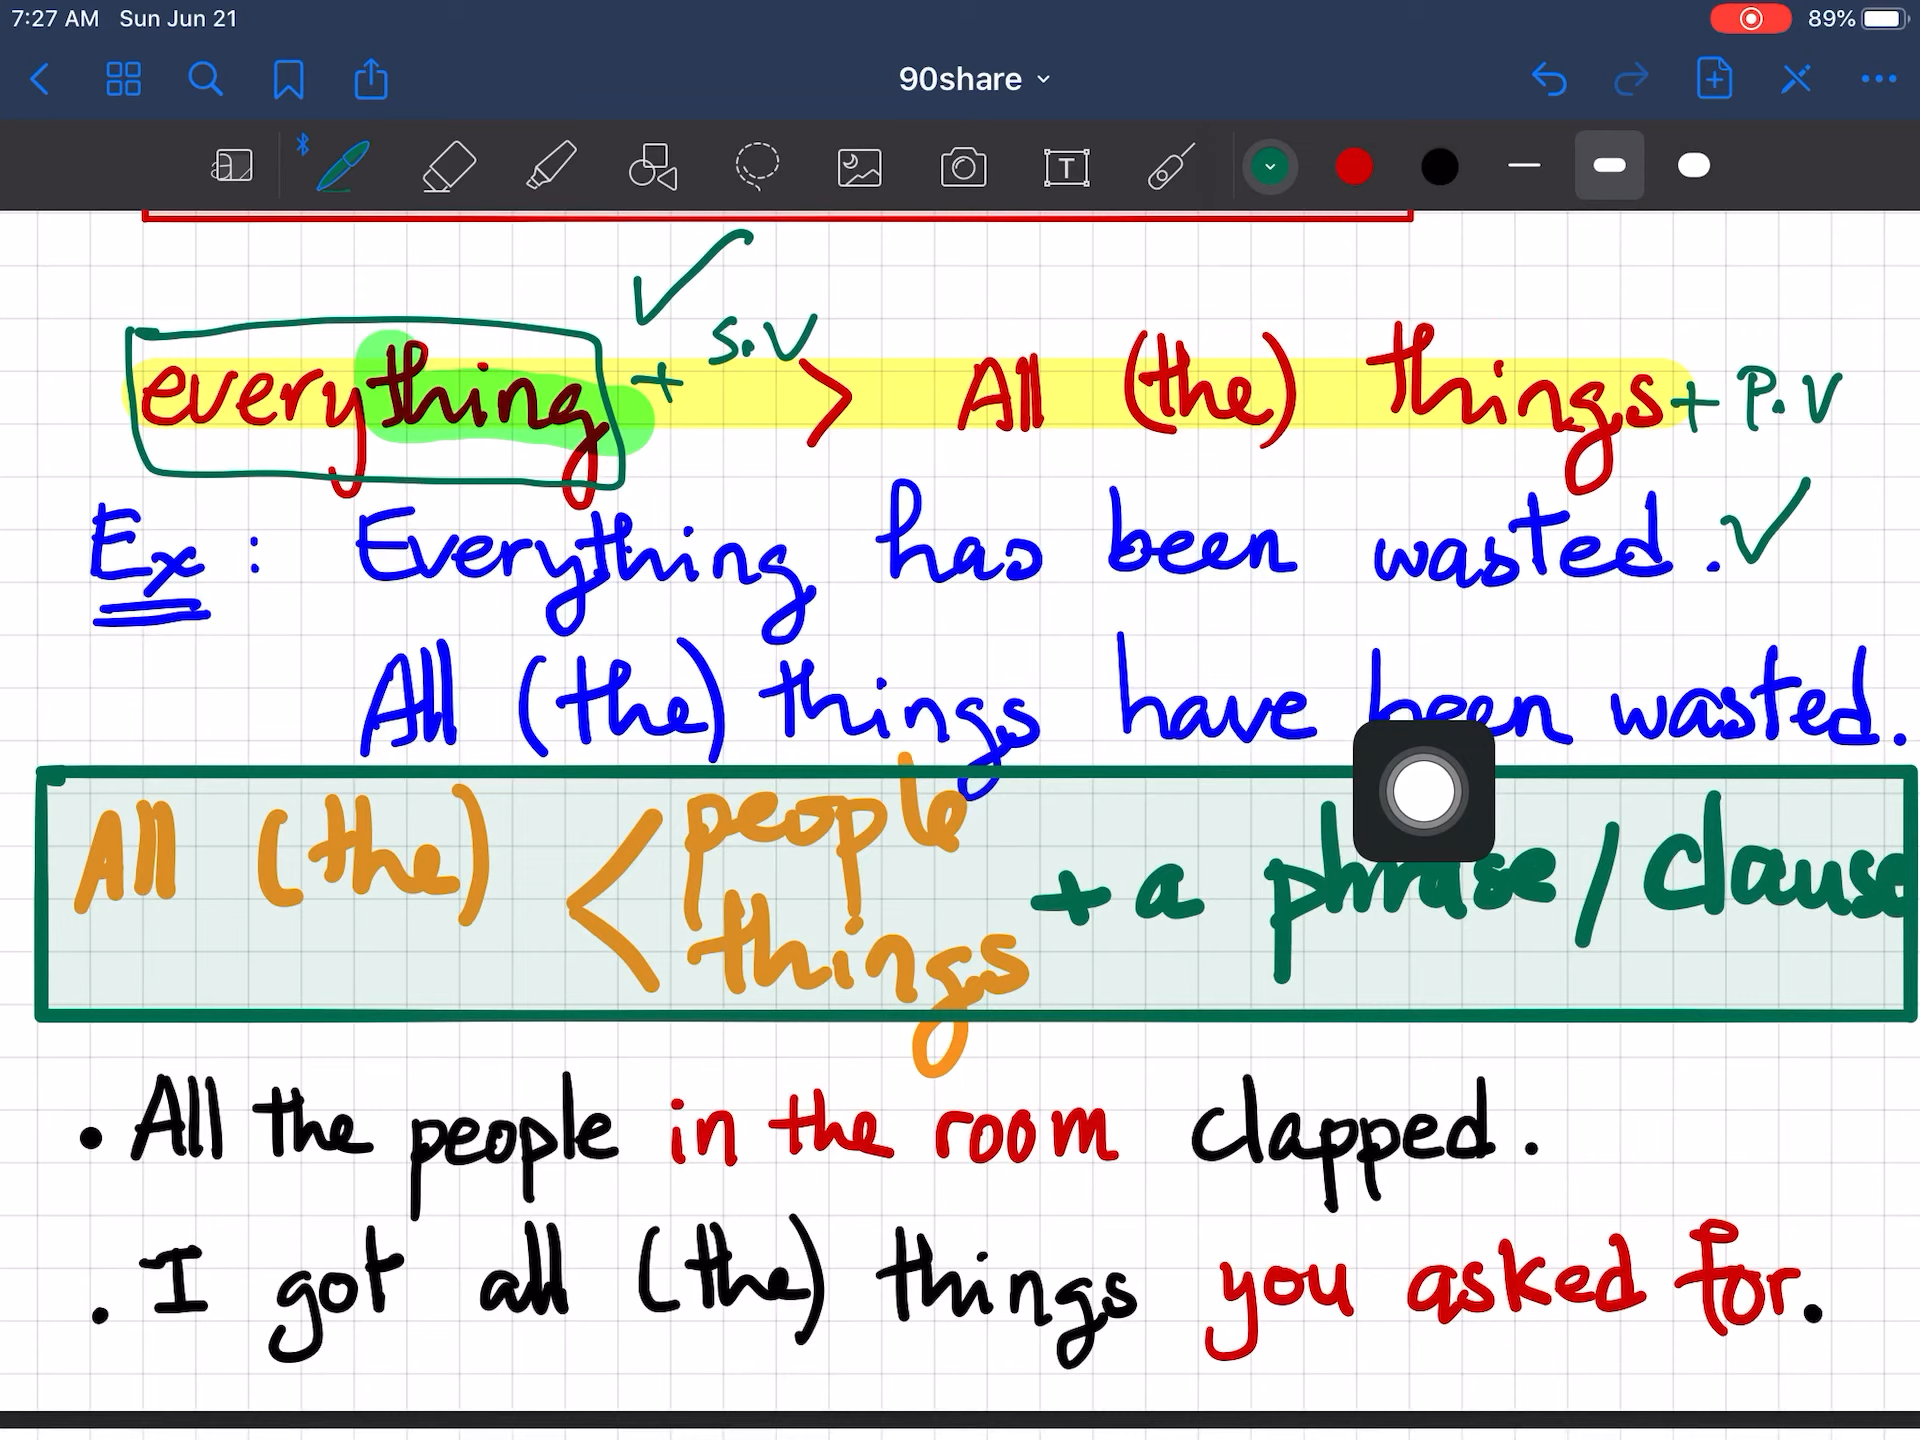 7:27 AM Sun Jun 21 89%
90share
everything + S.V > All (the) things + P.V
Ex: Everything has been wasted.
All (the) things have been wasted.
All (the) < people
things + a phrase / clause
• All the people in the room clapped.
• I got all (the) things you asked for.